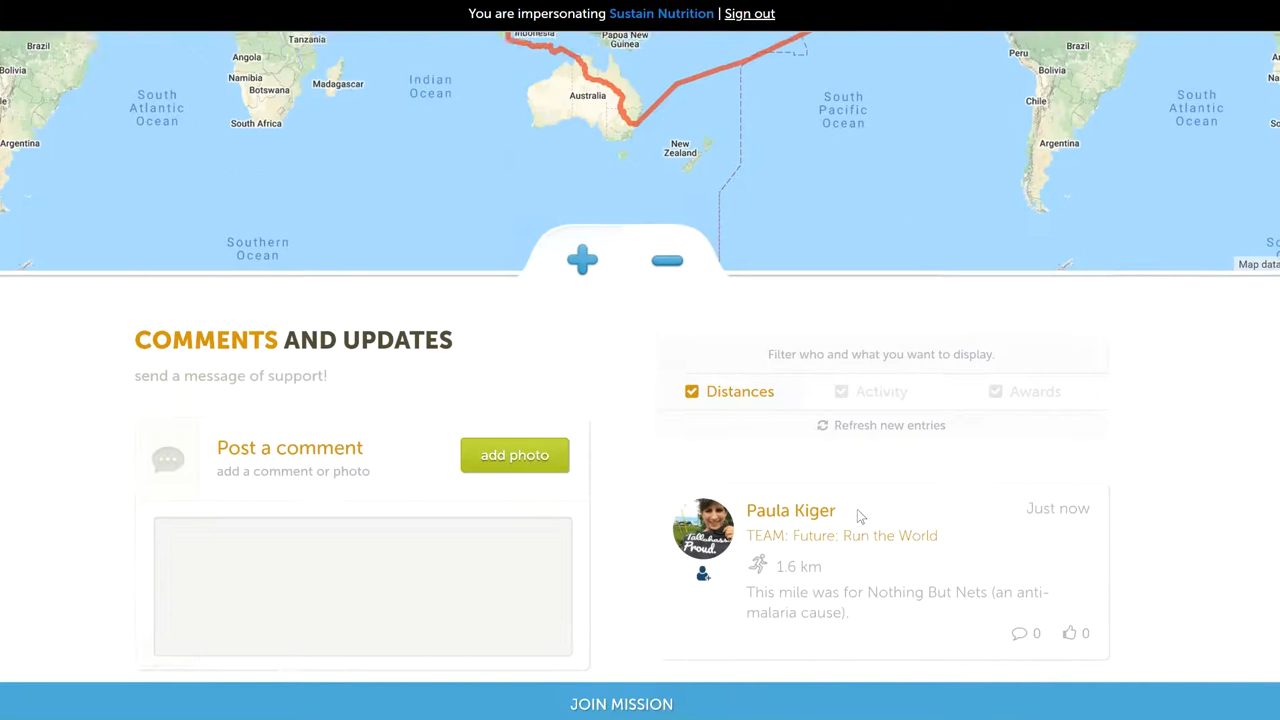 You are impersonating Sustain Nutrition | Sign out
Brazil
Bolivia
Argentina
South
Atlantic
Ocean
Tanzania
Angola
Namibia
Botswana
Madagascar
South Africa
Indian
Ocean
Indonesia
Papua New
Guinea
Australia
New
Zealand
South
Pacific
Ocean
Peru
Brazil
Bolivia
Chile
Argentina
South
Atlantic
Ocean
Southern
Ocean
Map data
COMMENTS AND UPDATES
send a message of support!
Post a comment
add a comment or photo
add photo
Filter who and what you want to display.
Distances
Activity
Awards
Refresh new entries
Paula Kiger
Just now
TEAM: Future: Run the World
1.6 km
This mile was for Nothing But Nets (an anti-
malaria cause).
0
0
Proud.
JOIN MISSION